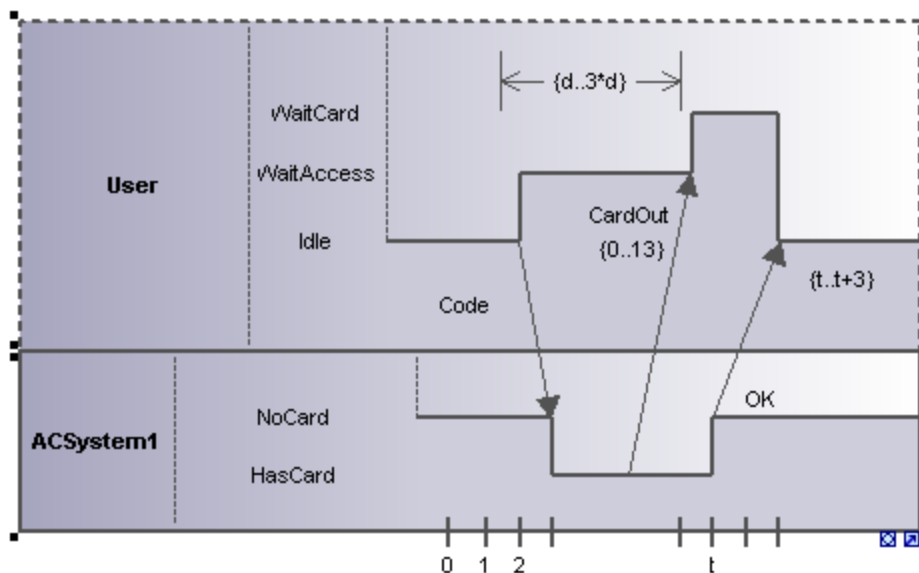 {d..3*d}
WaitCard
WaitAccess
User
CardOut
Idle
{0..13}
{t..t+3}
Code
OK
NoCard
ACSystem1
HasCard
0 1 2 t